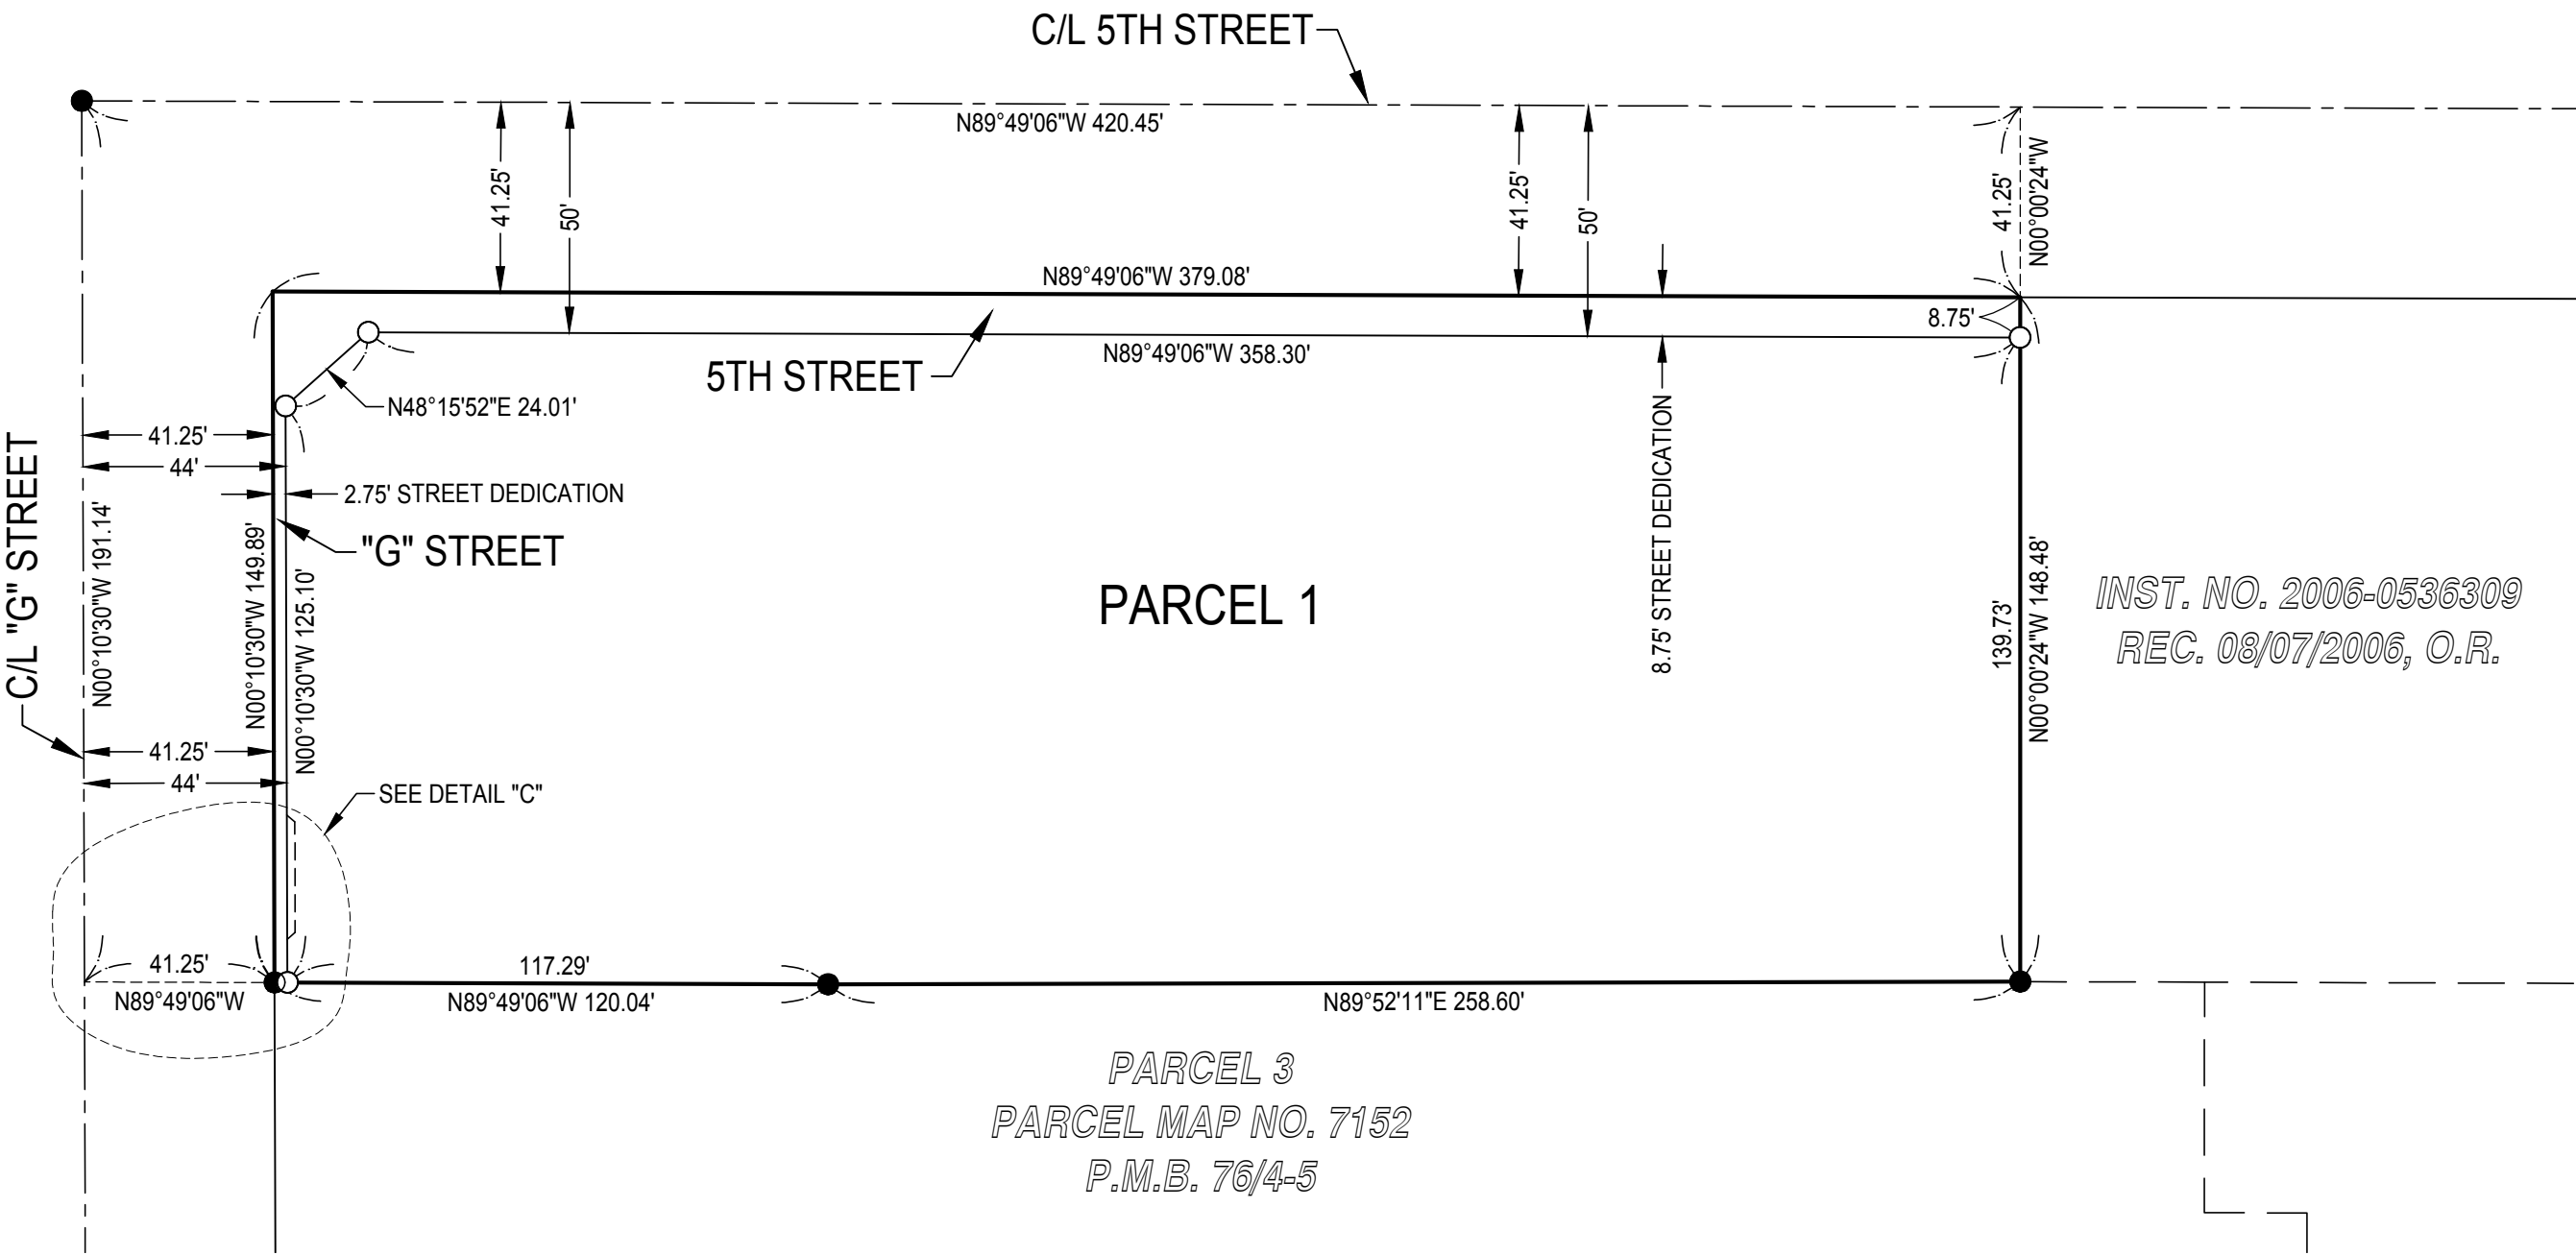 C/L 5TH STREET
N89°49'06"W 420.45'
41.25'
50'
41.25'
50'
41.25'
N00°00'24"W
N89°49'06"W 379.08'
8.75'
N89°49'06"W 358.30'
5TH STREET
N48°15'52"E 24.01'
41.25'
44'
2.75' STREET DEDICATION
"G" STREET
C/L "G" STREET
N00°10'30"W 191.14'
N00°10'30"W 149.89'
N00°10'30"W 125.10'
8.75' STREET DEDICATION
PARCEL 1
139.73'
N00°00'24"W 148.48'
INST. NO. 2006-0536309
REC. 08/07/2006, O.R.
41.25'
44'
SEE DETAIL "C"
41.25'
N89°49'06"W
117.29'
N89°49'06"W 120.04'
N89°52'11"E 258.60'
PARCEL 3
PARCEL MAP NO. 7152
P.M.B. 76/4-5